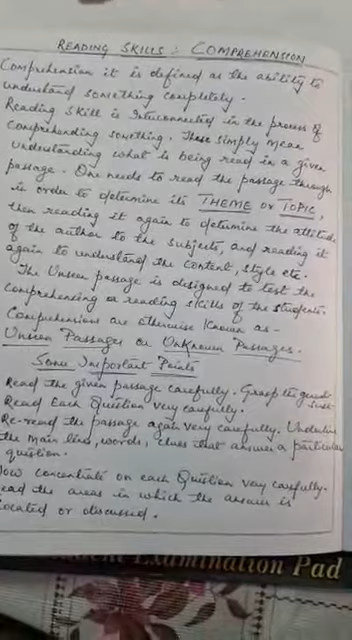 READING SKILLS : COMPREHENSION
Comprehension it is defined as the ability to
understand something completely.
Reading Skill is Interconnected in the process of
comprehending something. These simply mean
understanding what is being read in a given
passage. One needs to read the passage through
in order to determine its THEME or TOPIC,
then reading it again to determine the attitude
of the author to the subjects, and reading it
again to understand the content, style etc.
The Unseen passage is designed to test the
comprehending or reading skills of the students.
Comprehension are otherwise known as -
Unseen Passages or Unknown Passages.
Some Important Points
Read the given passage carefully. Grasp the
Read Each Question very carefully.
Re-read the passage again very carefully. Underline
the main line, words, clues that answer a particular
question.
Now concentrate on each Question very carefully.
Read the areas in which the answer is
located or discussed.
Examination Pad